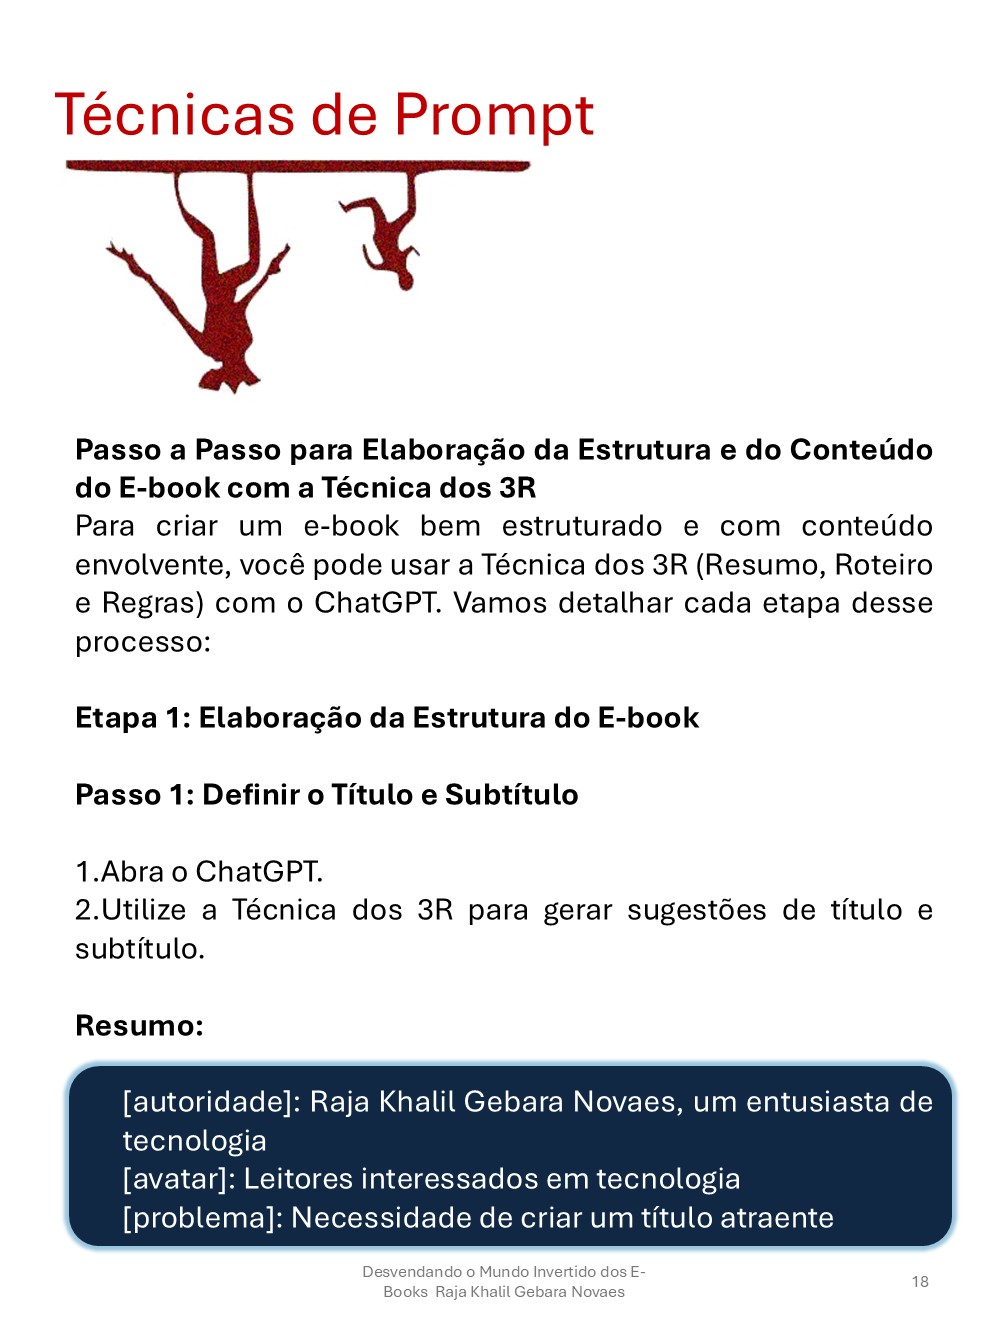 Técnicas de Prompt
Passo a Passo para Elaboração da Estrutura e do Conteúdo
do E-book com a Técnica dos 3R
Para criar um e-book bem estruturado e com conteúdo
envolvente, você pode usar a Técnica dos 3R (Resumo, Roteiro
e Regras) com o ChatGPT. Vamos detalhar cada etapa desse
processo:
Etapa 1: Elaboração da Estrutura do E-book
Passo 1: Definir o Título e Subtítulo
1.Abra o ChatGPT.
2.Utilize a Técnica dos 3R para gerar sugestões de título e
subtítulo.
Resumo:
[autoridade]: Raja Khalil Gebara Novaes, um entusiasta de
tecnologia
[avatar]: Leitores interessados em tecnologia
[problema]: Necessidade de criar um título atraente
Desvendando o Mundo Invertido dos E-
Books Raja Khalil Gebara Novaes
18